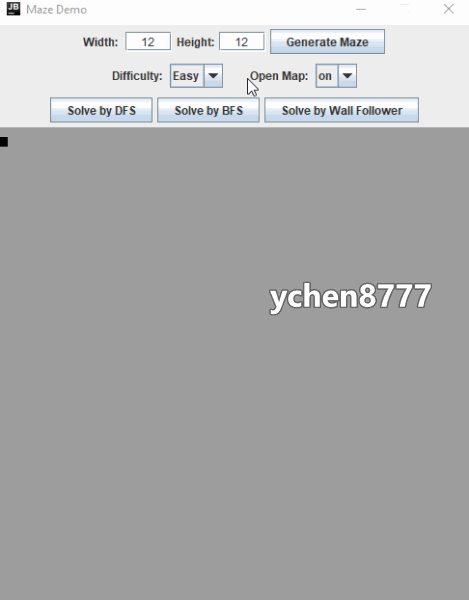 JB Maze Demo
Width: 12 Height: 12 Generate Maze
Difficulty: Easy Open Map: on
Solve by DFS Solve by BFS Solve by Wall Follower
ychen8777